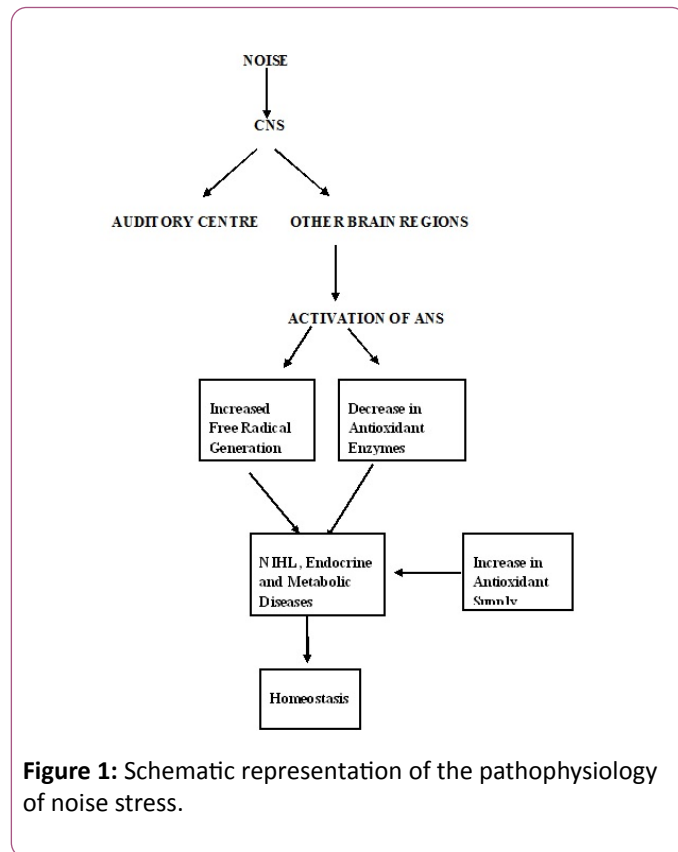 NOISE
CNS
AUDITORY CENTRE
OTHER BRAIN REGIONS
ACTIVATION OF ANS
Increased
Free Radical
Generation
Decrease in
Antioxidant
Enzymes
NIHL, Endocrine
and Metabolic
Diseases
Increase in
Antioxidant
Supply
Homeostasis
Figure 1: Schematic representation of the pathophysiology
of noise stress.